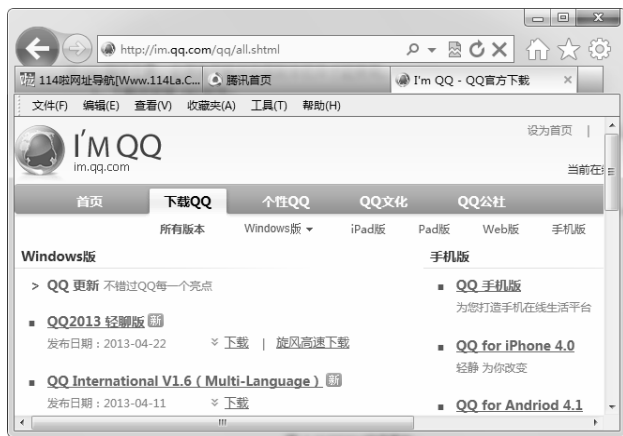 http://im.qq.com/qq/all.shtml
114啦网址导航[Www.114La.C... 腾讯首页 I'm QQ - QQ官方下载
文件(F) 编辑(E) 查看(V) 收藏夹(A) 工具(T) 帮助(H)
I'M QQ
im.qq.com
设为首页 |
当前在
首页 下载QQ 个性QQ QQ文化 QQ公社
所有版本 Windows版 iPad版 Pad版 Web版 手机版
Windows版
> QQ 更新 不错过QQ每一个亮点
QQ2013 轻聊版 新
发布日期：2013-04-22 下载 | 旋风高速下载
QQ International V1.6 ( Multi-Language ) 新
发布日期：2013-04-11 下载
手机版
QQ 手机版
为您打造手机在线生活平台
QQ for iPhone 4.0
轻静 为你改变
QQ for Andriod 4.1